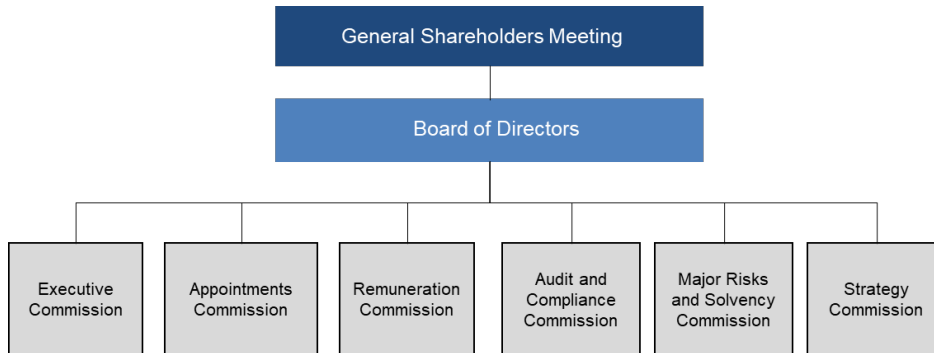 General Shareholders Meeting
Board of Directors
Executive
Commission
Appointments
Commission
Remuneration
Commission
Audit and
Compliance
Commission
Major Risks
and Solvency
Commission
Strategy
Commission